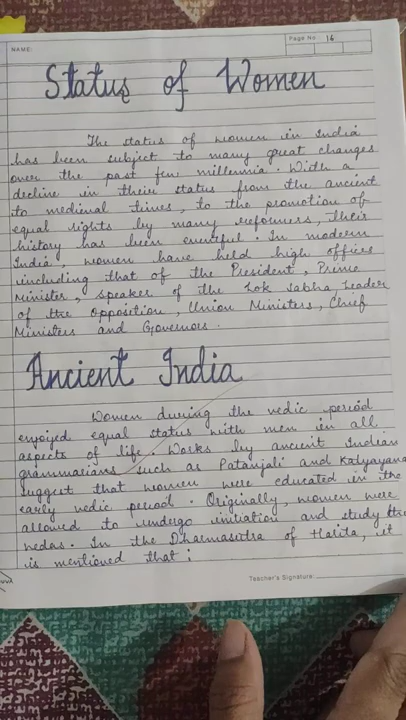 NAME:
Page No 16
Status of Women
The status of women in India
has been subject to many great changes
over the past few millennia. With a
decline in their status from the ancient
to medieval times, to the promotion of
equal rights by many reformers, their
history has been eventful. In modern
India, women have held high offices
including that of the President, Prime
Minister, Speaker of the Lok Sabha, Leader
of the Opposition, Union Ministers, Chief
Ministers and Governors.
Ancient India
Women during the vedic period
enjoyed equal status with men in all
aspects of life. Works by ancient Indian
grammarians such as Patanjali and Katyayana
suggest that women were educated in the
early vedic period. Originally, women were
allowed to undergo initiation and study the
vedas. In the Dharmasutra of Harita, it
is mentioned that :
Teacher's Signature